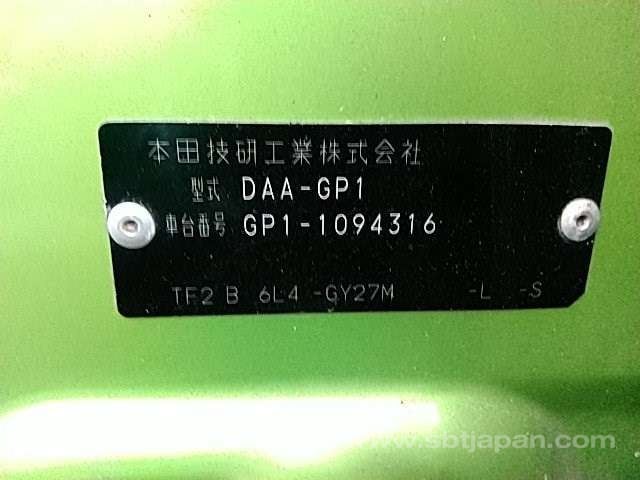 本田技研工業株式会社
型式 DAA-GP1
車台番号 GP1-1094316
TF2 B 6L4 -GY27M -L -S
www.sbtjapan.com